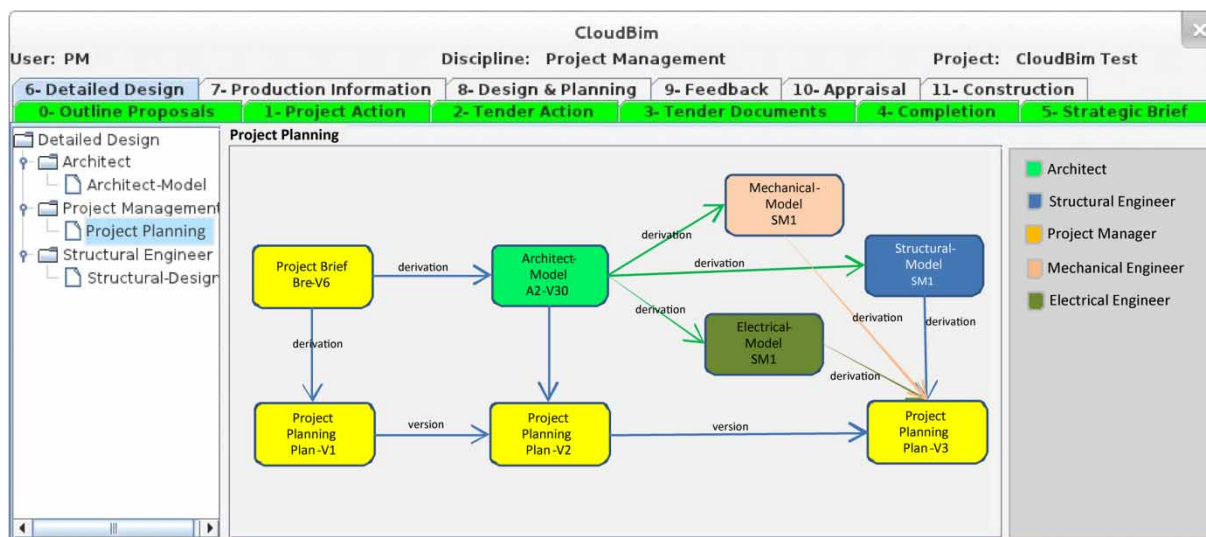 CloudBim
User: PM
Discipline: Project Management
Project: CloudBim Test
6- Detailed Design
7- Production Information
8- Design & Planning
9- Feedback
10- Appraisal
11- Construction
0- Outline Proposals
1- Project Action
2- Tender Action
3- Tender Documents
4- Completion
5- Strategic Brief
Detailed Design
Architect
Architect-Model
Project Management
Project Planning
Structural Engineer
Structural-Design
Project Planning
Project Brief
Bre-V6
derivation
Architect-
Model
A2-V30
derivation
Mechanical-
Model
SM1
derivation
Structural-
Model
SM1
derivation
Electrical-
Model
SM1
derivation
derivation
derivation
derivation
Project
Planning
Plan-V1
version
Project
Planning
Plan-V2
version
Project
Planning
Plan-V3
Architect
Structural Engineer
Project Manager
Mechanical Engineer
Electrical Engineer